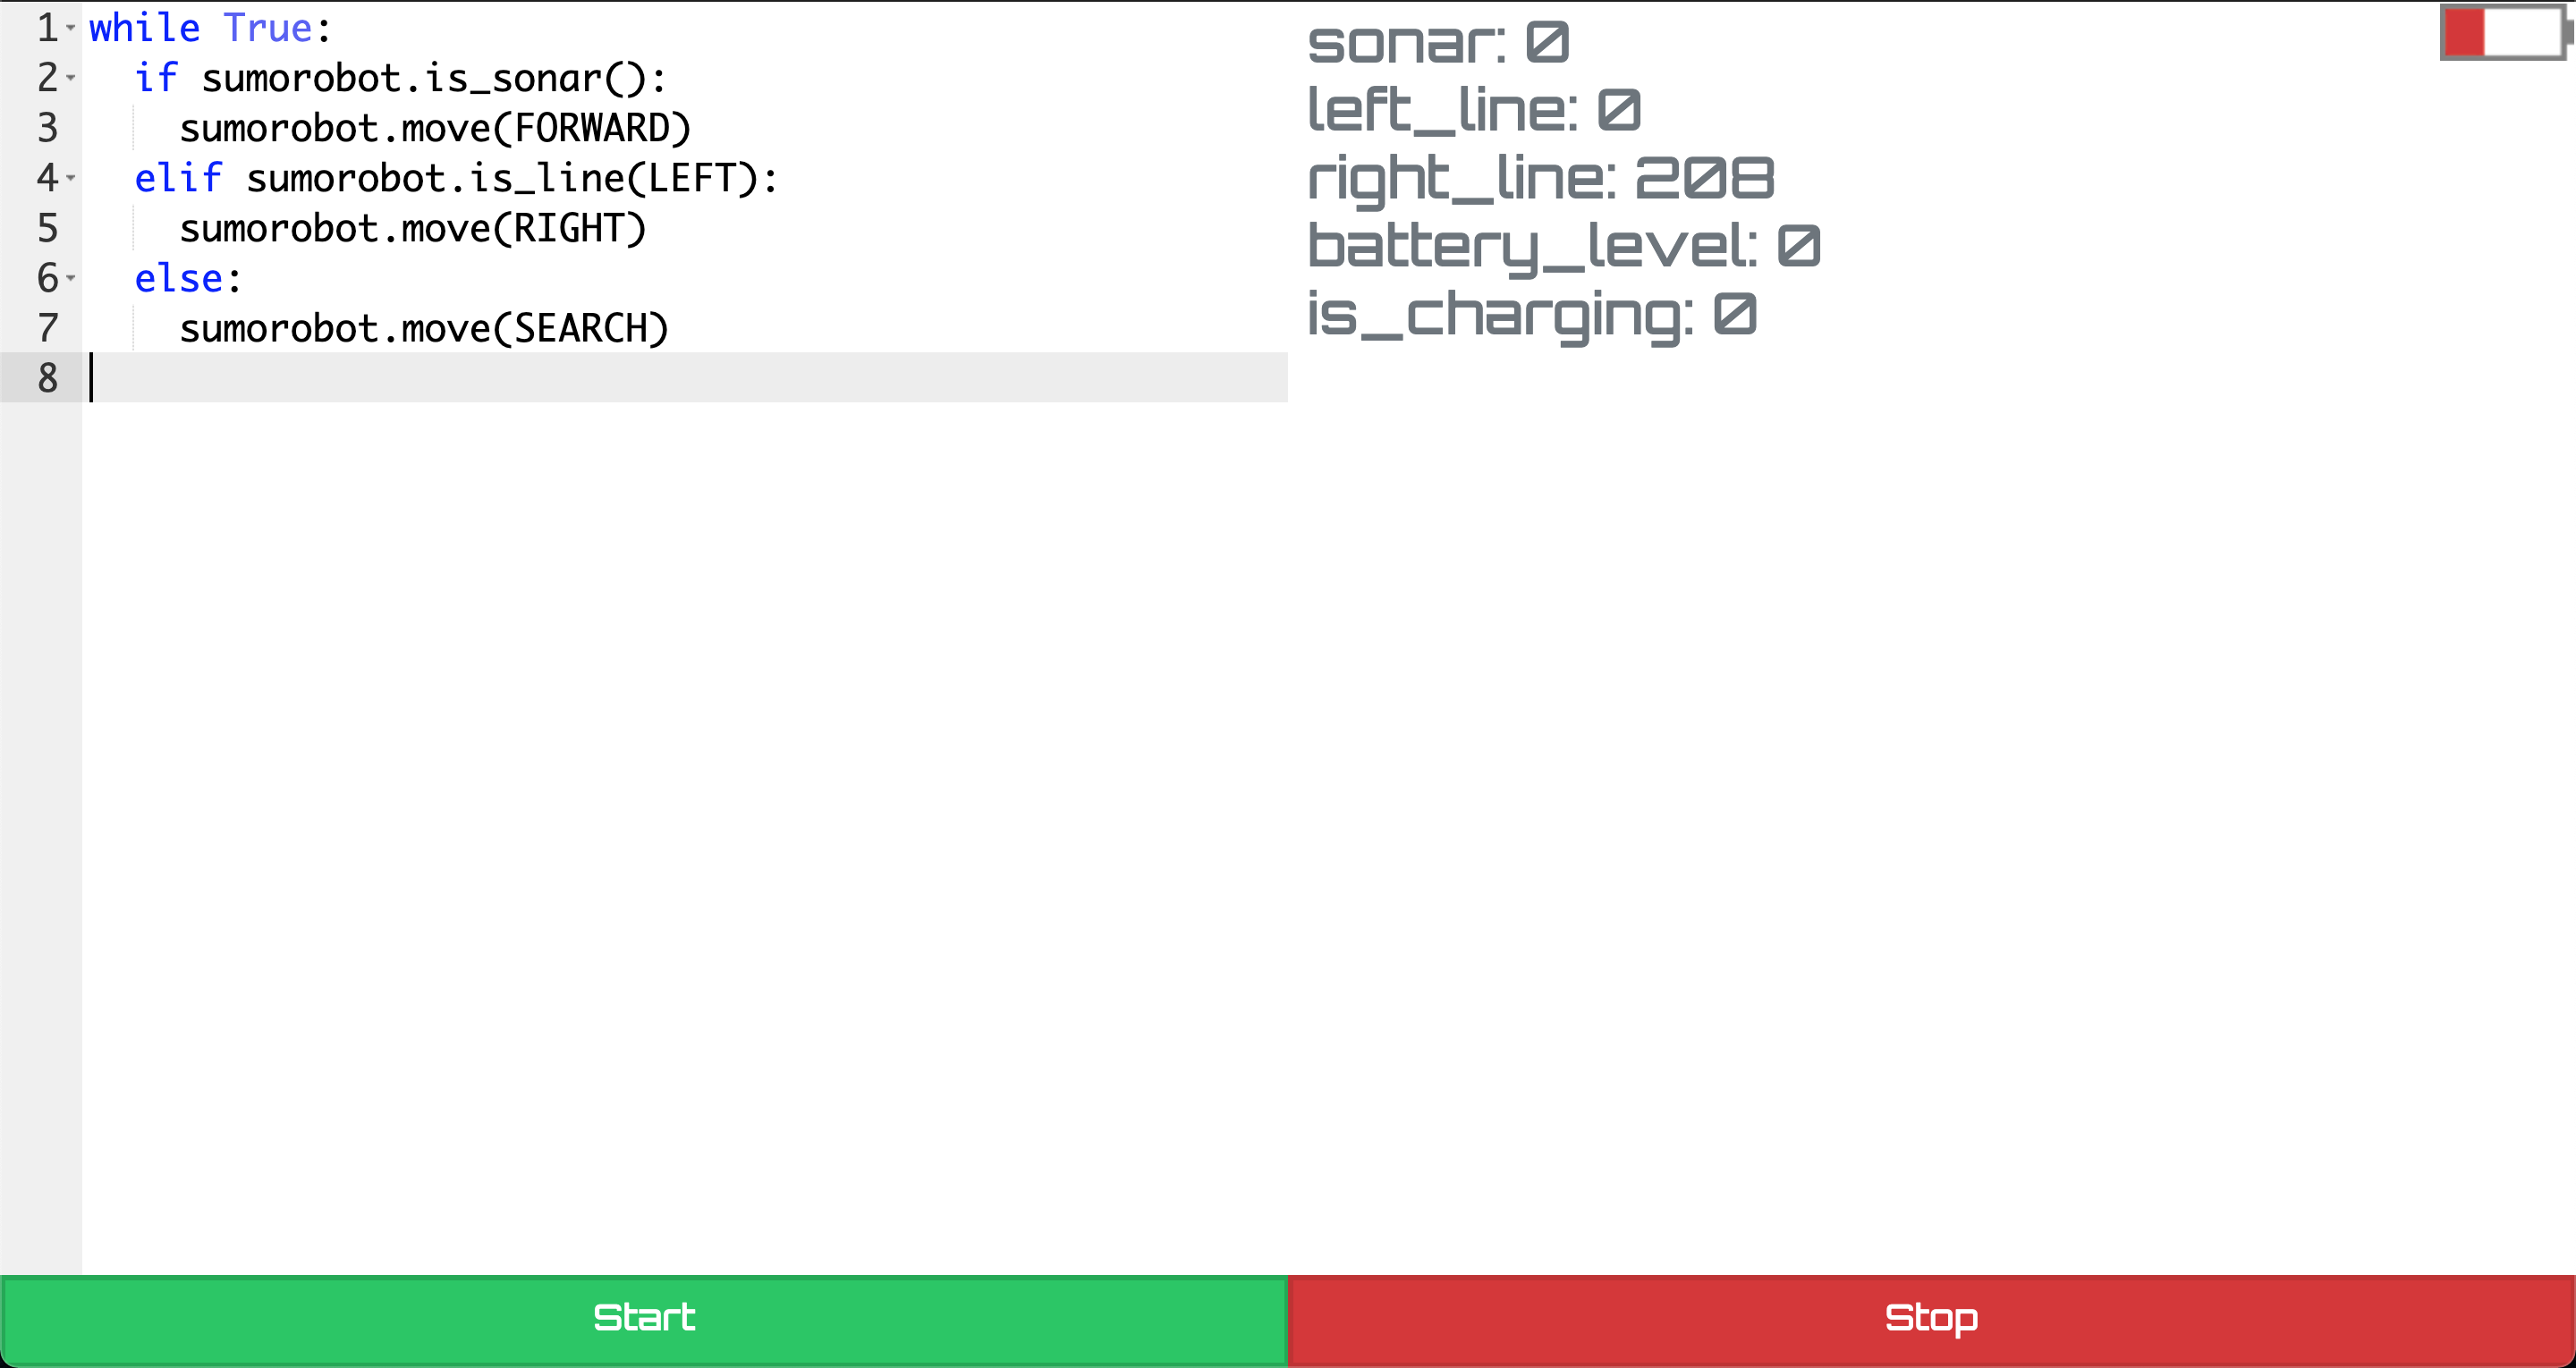 1 while True:
2   if sumorobot.is_sonar():
3     sumorobot.move(FORWARD)
4   elif sumorobot.is_line(LEFT):
5     sumorobot.move(RIGHT)
6   else:
7     sumorobot.move(SEARCH)
8
sonar: 0
left_line: 0
right_line: 208
battery_level: 0
is_charging: 0
Start
Stop